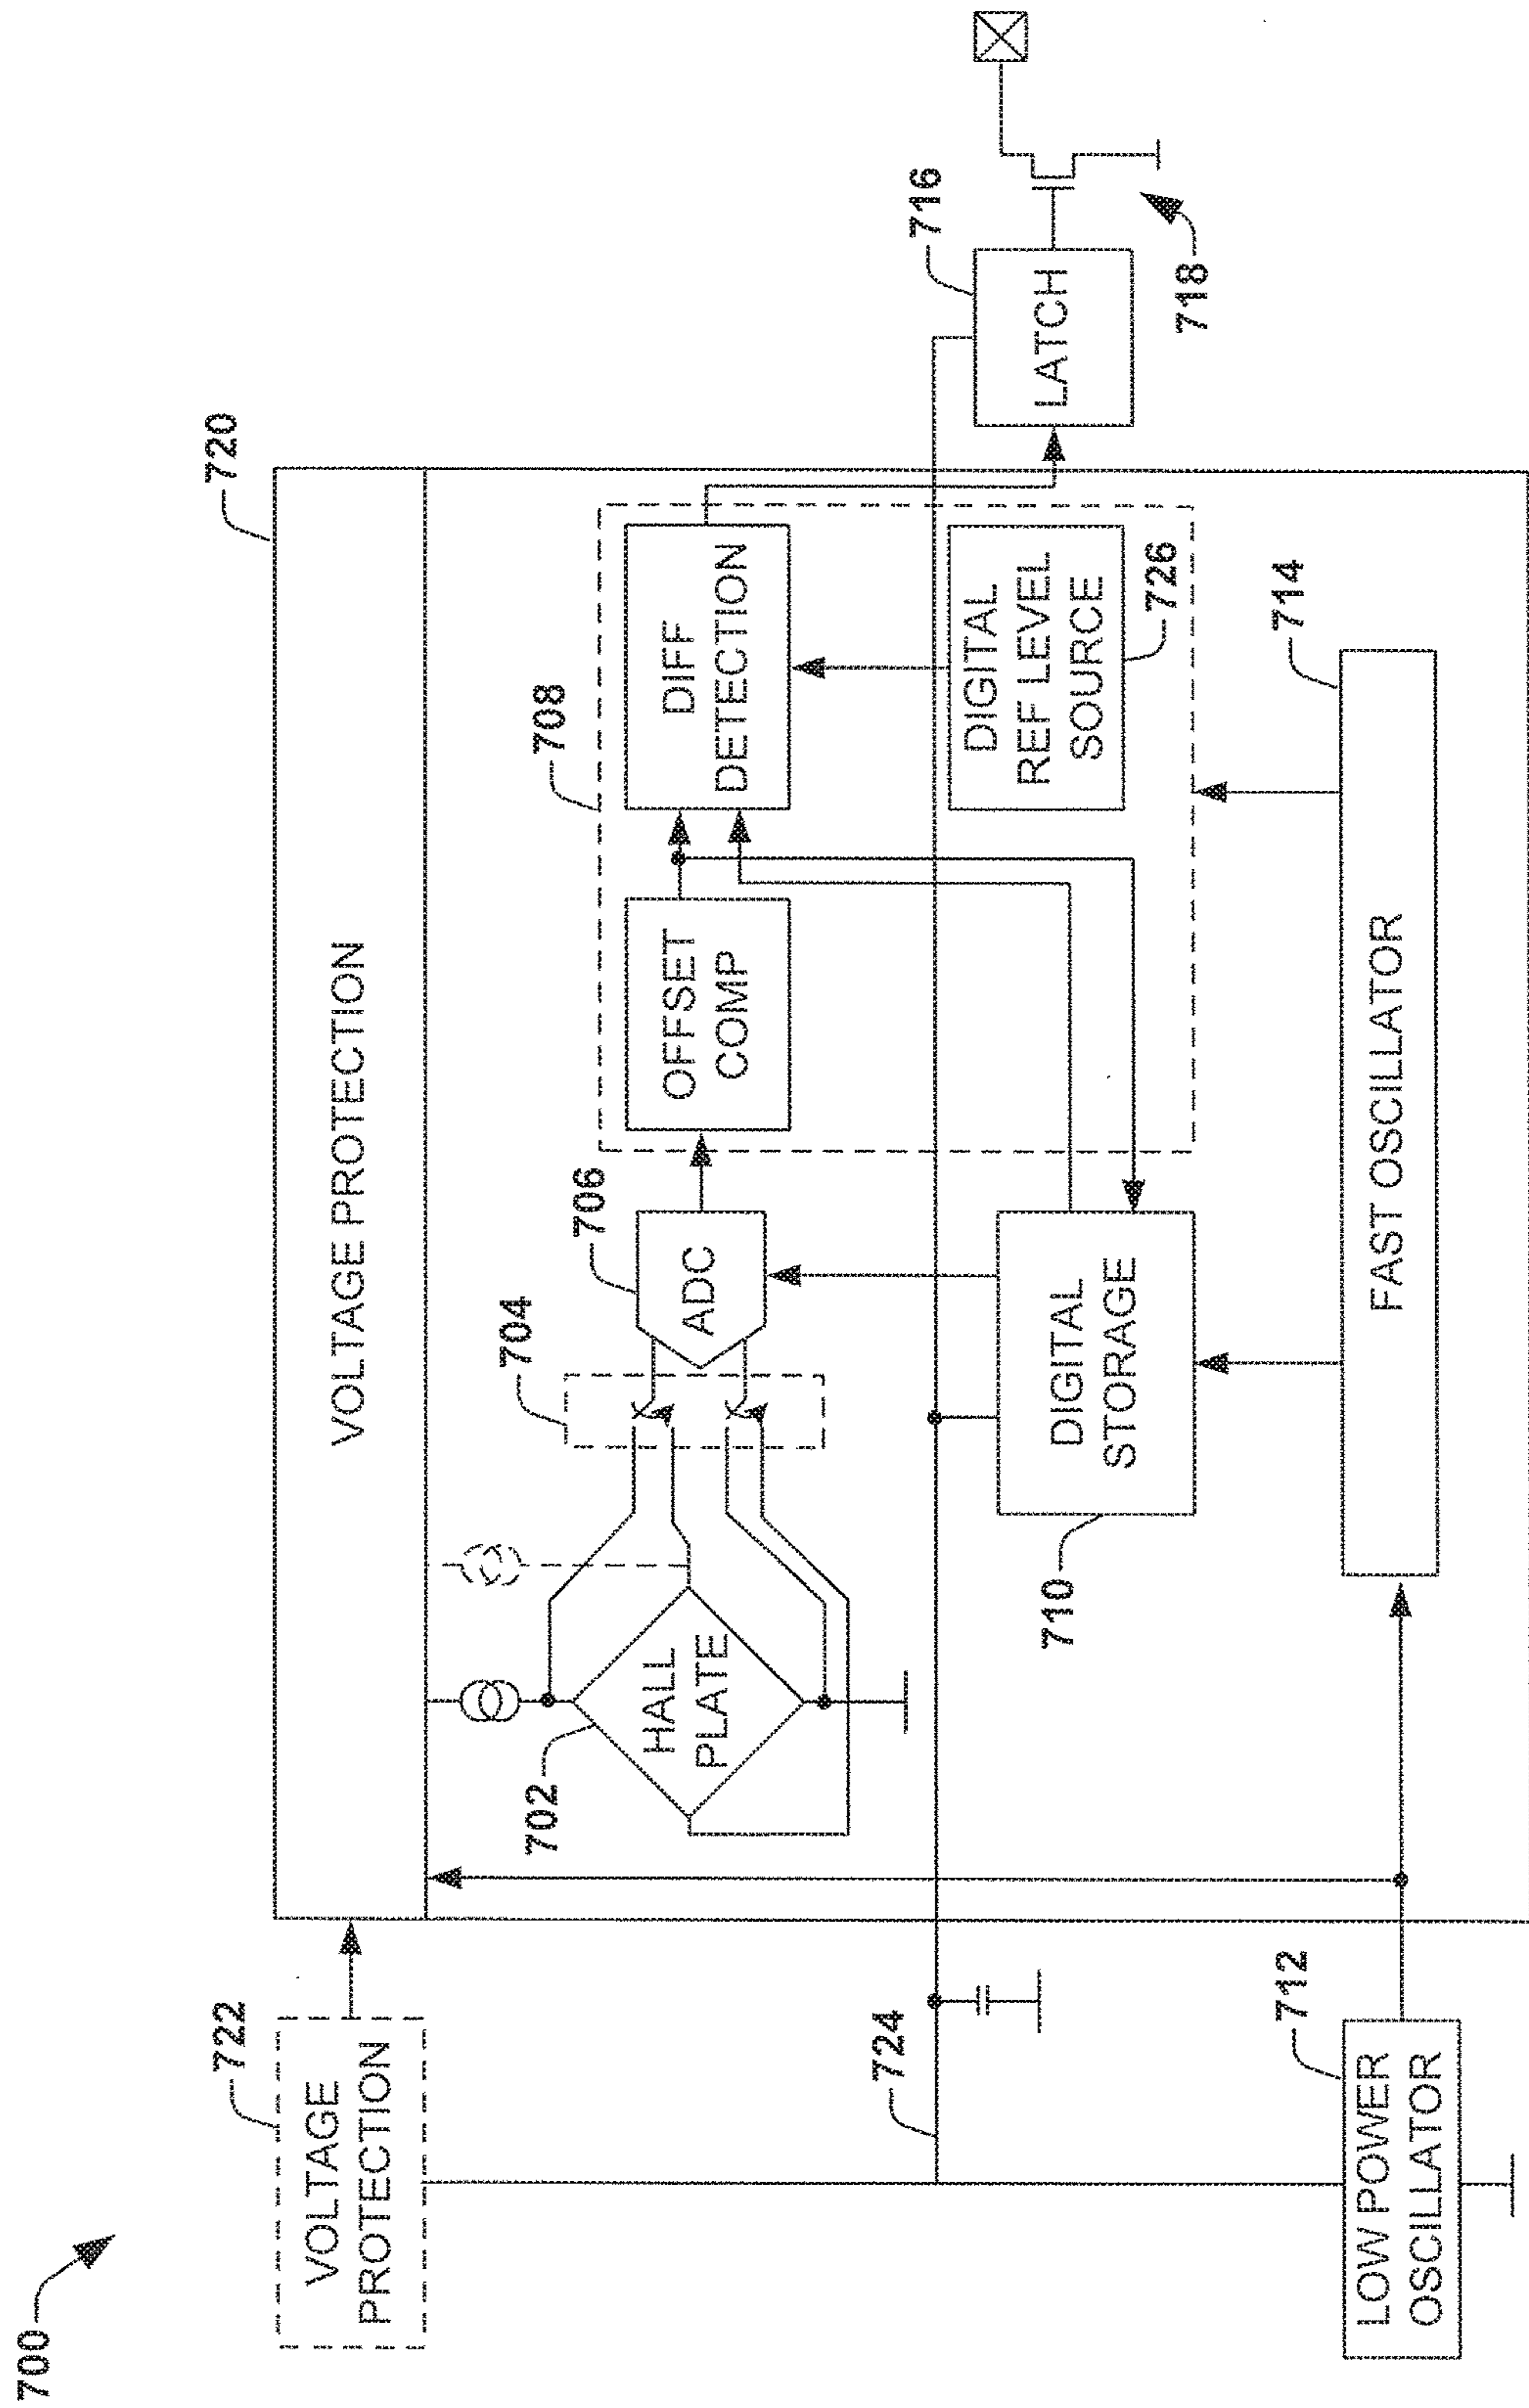 700
722
VOLTAGE
PROTECTION
720
VOLTAGE PROTECTION
702
HALL
PLATE
704
706
ADC
708
OFFSET
COMP
DIFF
DETECTION
DIGITAL
REF LEVEL
SOURCE
726
716
LATCH
718
724
710
DIGITAL
STORAGE
712
LOW POWER
OSCILLATOR
714
FAST OSCILLATOR